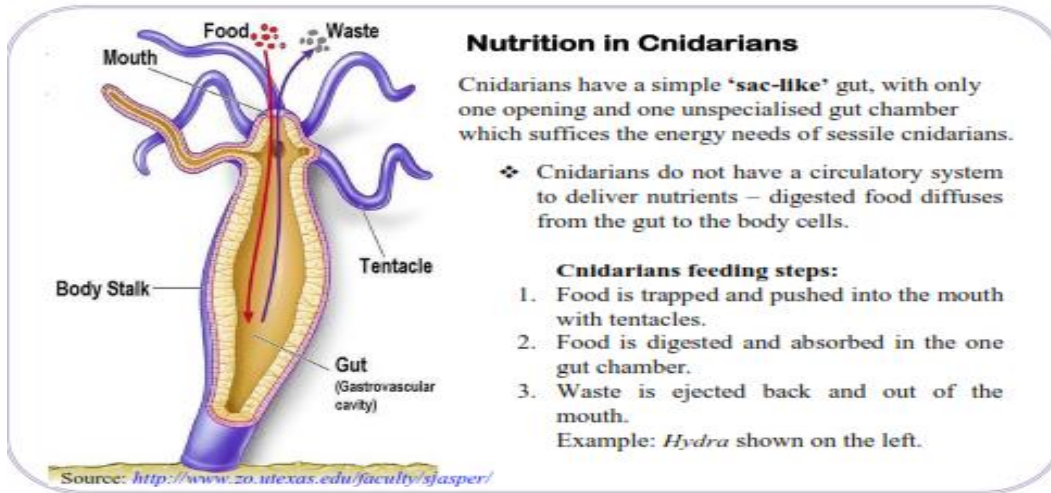 Food
Waste
Mouth
Tentacle
Body Stalk
Gut
(Gastrovascular
cavity)
Source: http://www.zo.utexas.edu/faculty/sjasper/
Nutrition in Cnidarians
Cnidarians have a simple ‘sac-like’ gut, with only
one opening and one unspecialised gut chamber
which suffices the energy needs of sessile cnidarians.
❖ Cnidarians do not have a circulatory system
to deliver nutrients – digested food diffuses
from the gut to the body cells.
Cnidarians feeding steps:
1. Food is trapped and pushed into the mouth
with tentacles.
2. Food is digested and absorbed in the one
gut chamber.
3. Waste is ejected back and out of the
mouth.
Example: Hydra shown on the left.